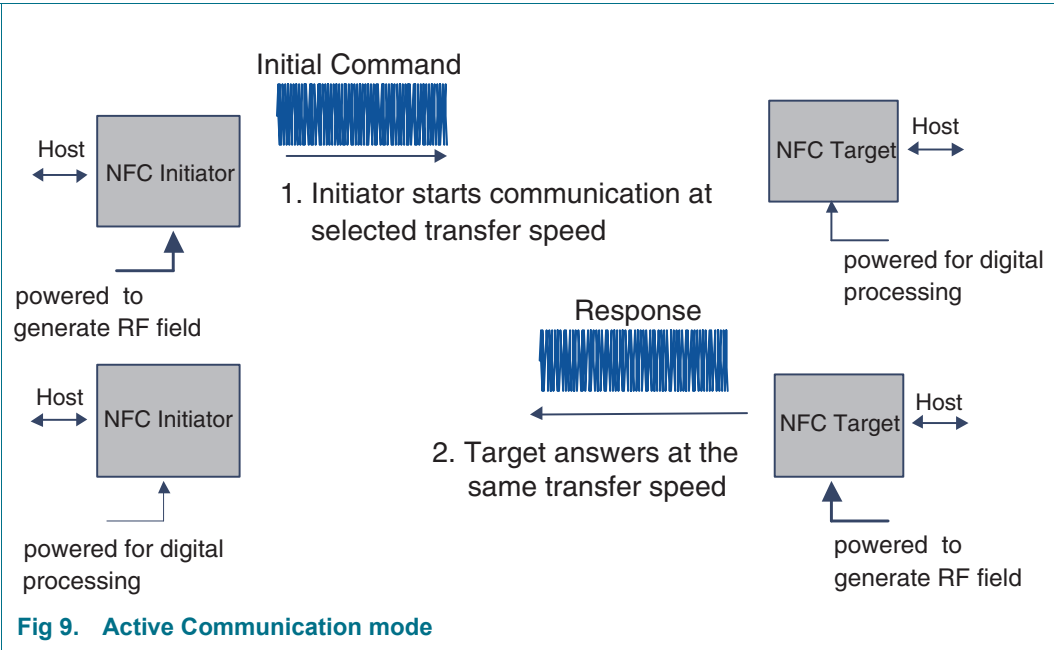 Initial Command
Host
NFC Initiator
1. Initiator starts communication at
selected transfer speed
powered to
generate RF field
NFC Target
Host
powered for digital
processing
Response
Host
NFC Initiator
2. Target answers at the
same transfer speed
powered for digital
processing
NFC Target
Host
powered to
generate RF field
Fig 9. Active Communication mode